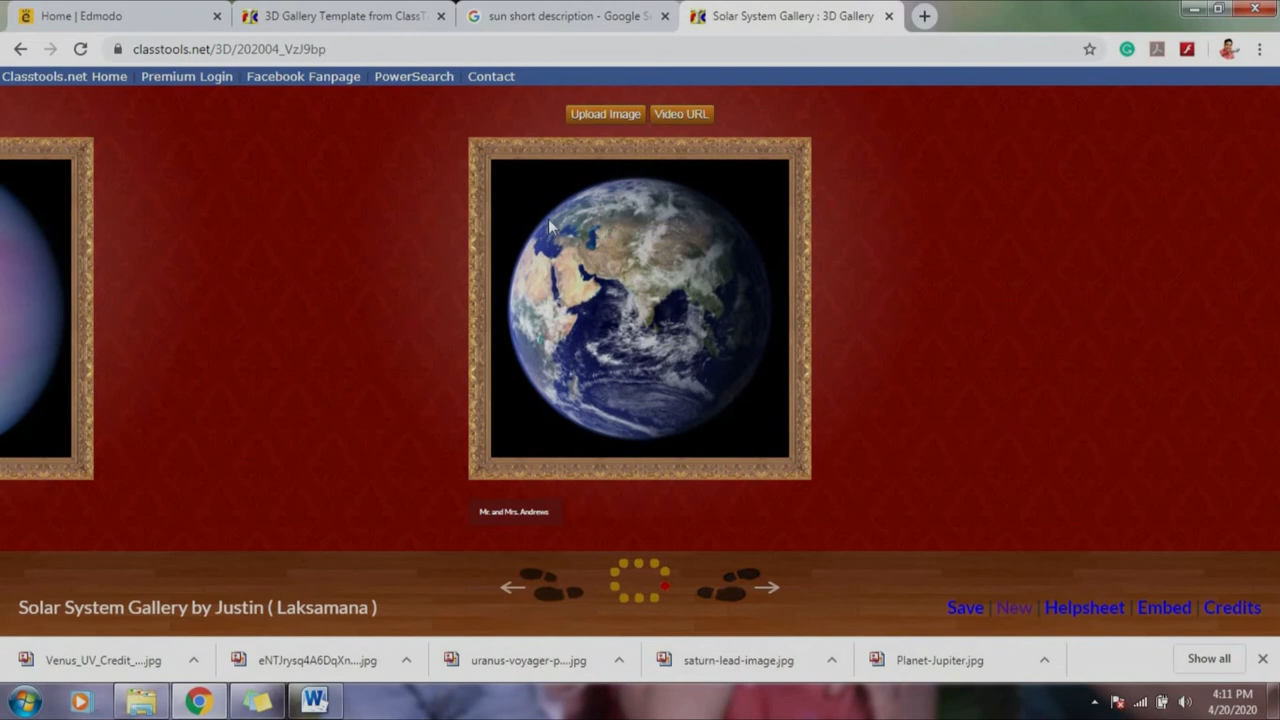 Home | Edmodo
3D Gallery Template from ClassT
sun short description - Google S
Solar System Gallery : 3D Gallery
classtools.net/3D/202004_VzJ9bp
Classtools.net Home | Premium Login | Facebook Fanpage | PowerSearch | Contact
Upload Image Video URL
Mr. and Mrs. Andrews
Solar System Gallery by Justin ( Laksamana )
Save | New | Helpsheet | Embed | Credits
Venus_UV_Credit_....jpg
eNTJrysq4A6DqXn....jpg
uranus-voyager-p....jpg
saturn-lead-image.jpg
Planet-Jupiter.jpg
Show all
4:11 PM
4/20/2020